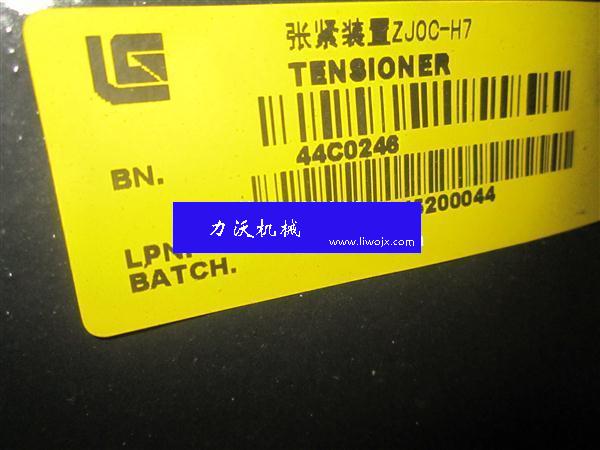 张紧装置ZJ0C-H7
TENSIONER
44C0246
BN.
5200044
LPN.
力沃机械
www.liwojx.com
BATCH.